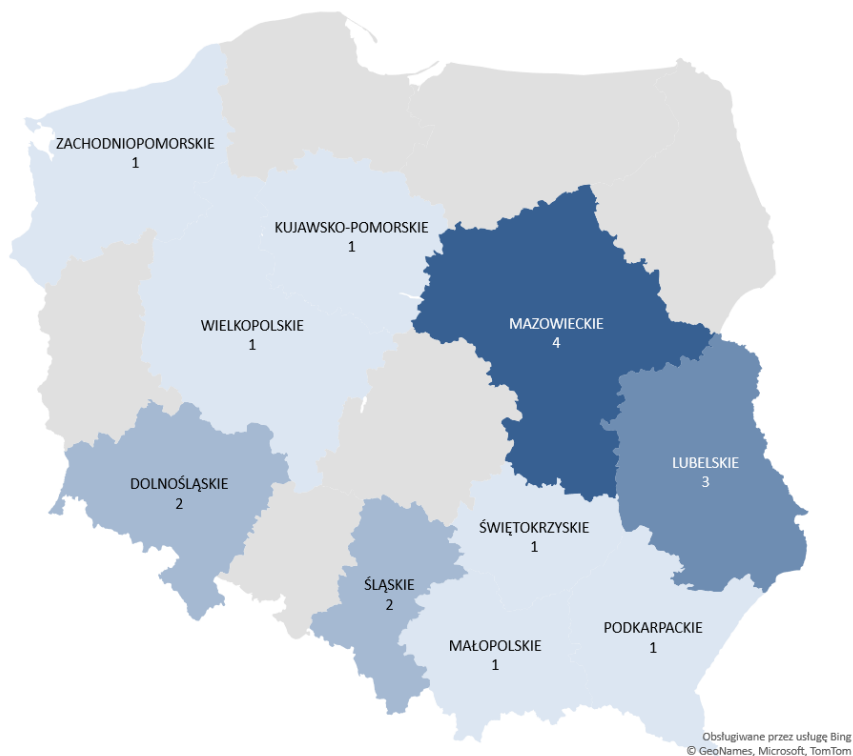 ZACHODNIOPOMORSKIE
1
KUJAWSKO-POMORSKIE
1
WIELKOPOLSKIE
1
MAZOWIECKIE
4
LUBELSKIE
3
DOLNOŚLĄSKIE
2
ŚWIĘTOKRZYSKIE
1
ŚLĄSKIE
2
MAŁOPOLSKIE
1
PODKARPACKIE
1
Obsługiwane przez usługę Bing
© GeoNames, Microsoft, TomTom